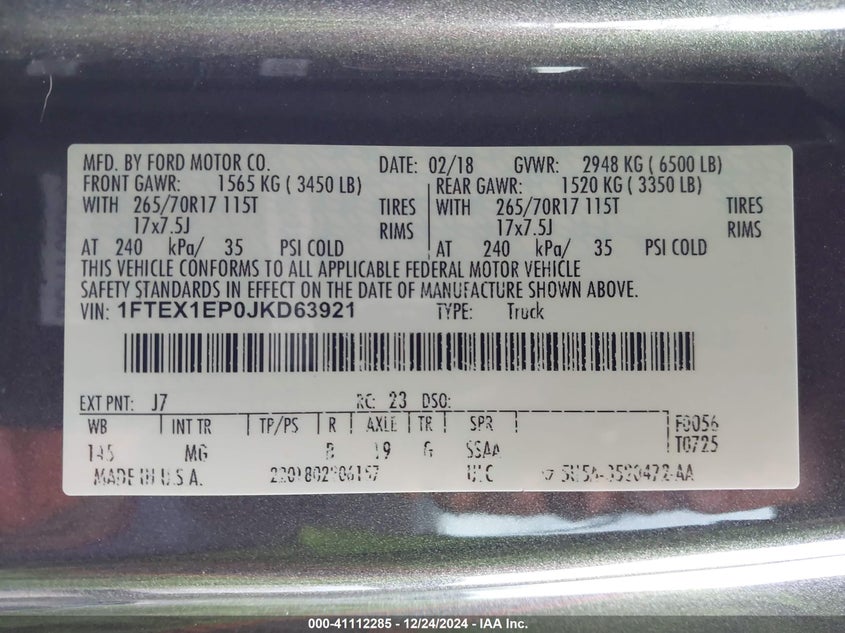 MFD. BY FORD MOTOR CO. DATE: 02/18 GVWR: 2948 KG ( 6500 LB)
FRONT GAWR: 1565 KG ( 3450 LB) REAR GAWR: 1520 KG ( 3350 LB)
WITH 265/70R17 115T TIRES WITH 265/70R17 115T TIRES
17x7.5J RIMS 17x7.5J RIMS
AT 240 kPa/ 35 PSI COLD AT 240 kPa/ 35 PSI COLD
THIS VEHICLE CONFORMS TO ALL APPLICABLE FEDERAL MOTOR VEHICLE
SAFETY STANDARDS IN EFFECT ON THE DATE OF MANUFACTURE SHOWN ABOVE.
VIN: 1FTEX1EP0JKD63921 TYPE: Truck
EXT PNT: J7 RC: 23 DSO:
WB INT TR TP/PS R AXLE TR SPR F0056
145 MG B 19 G SSAA T0725
MADE IN U.S.A.
000-41112285 - 12/24/2024 - IAA Inc.